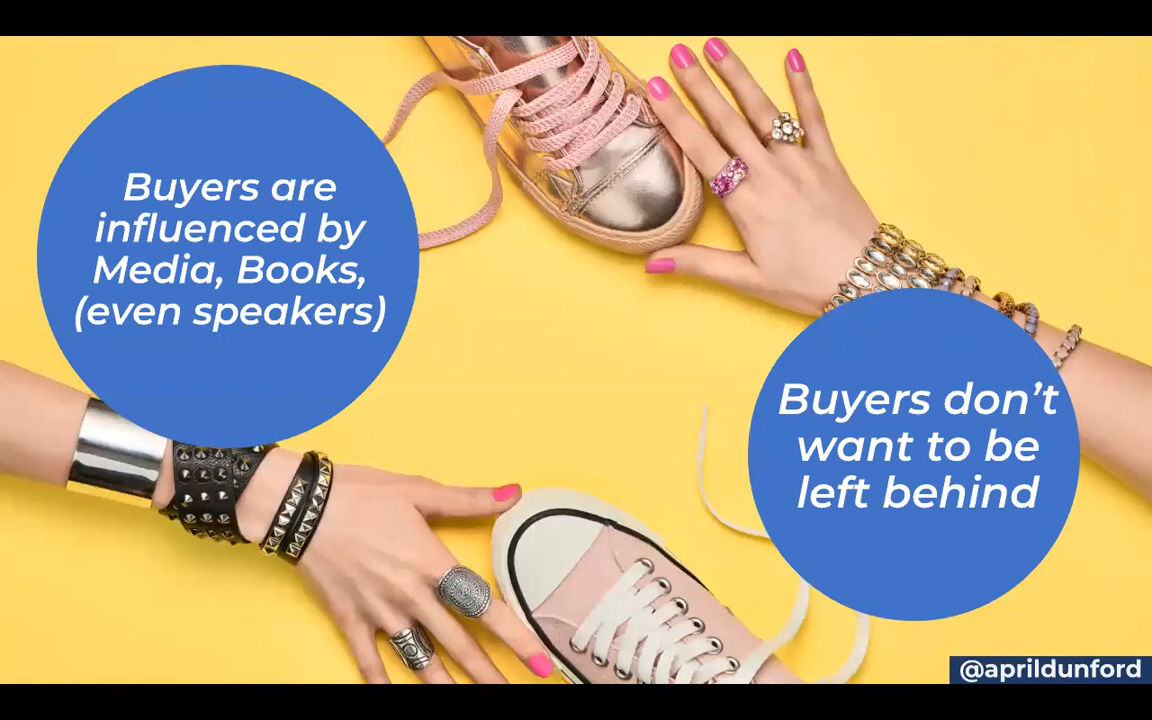 Buyers are
influenced by
Media, Books,
(even speakers)
Buyers don’t
want to be
left behind
@aprildunford